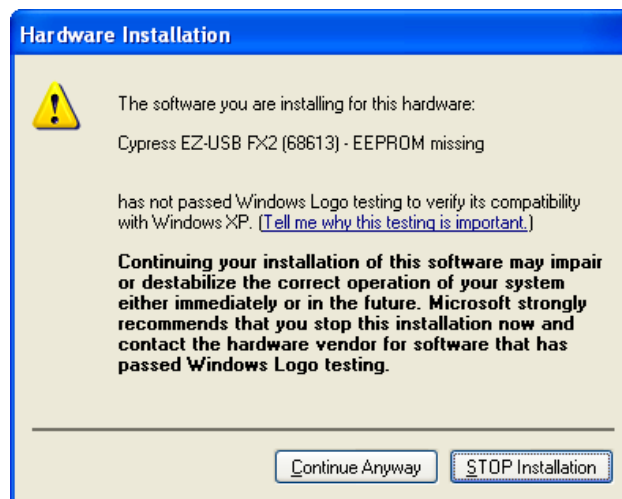 Hardware Installation
The software you are installing for this hardware:
Cypress EZ-USB FX2 (68613) - EEPROM missing
has not passed Windows Logo testing to verify its compatibility
with Windows XP. (Tell me why this testing is important.)
Continuing your installation of this software may impair
or destabilize the correct operation of your system
either immediately or in the future. Microsoft strongly
recommends that you stop this installation now and
contact the hardware vendor for software that has
passed Windows Logo testing.
Continue Anyway STOP Installation